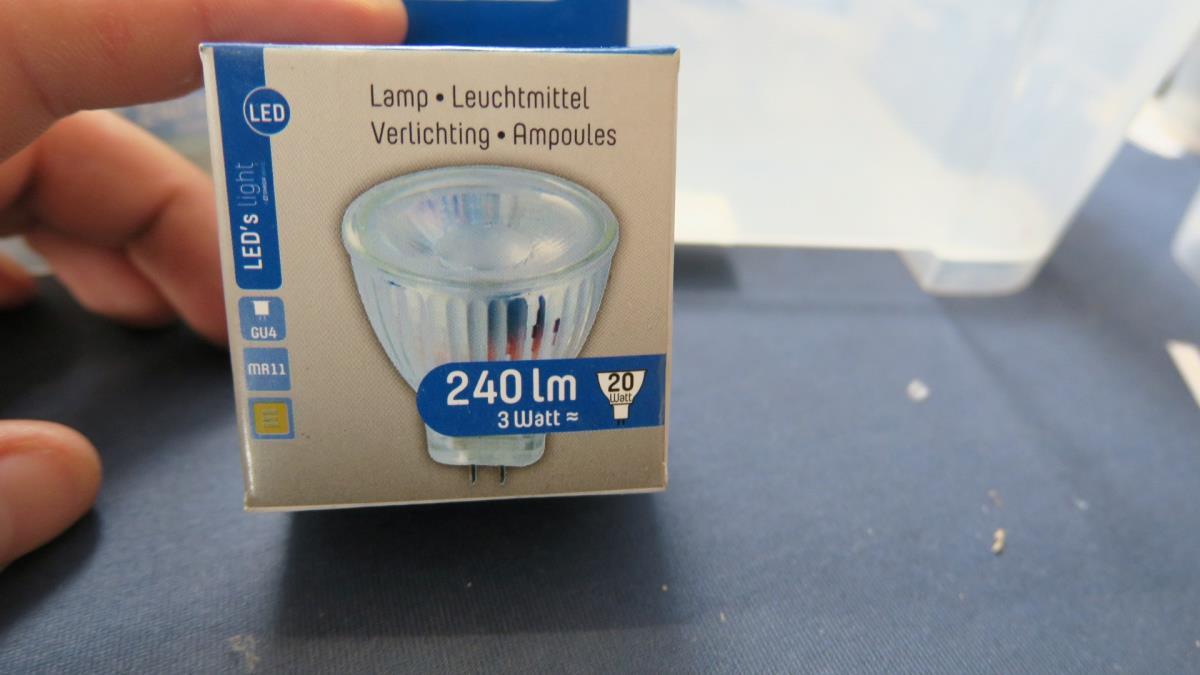 Lamp • Leuchtmittel
Verlichting • Ampoules
LED
LED's light
GU4
MR11
240 lm
3 Watt ≈
20
Watt